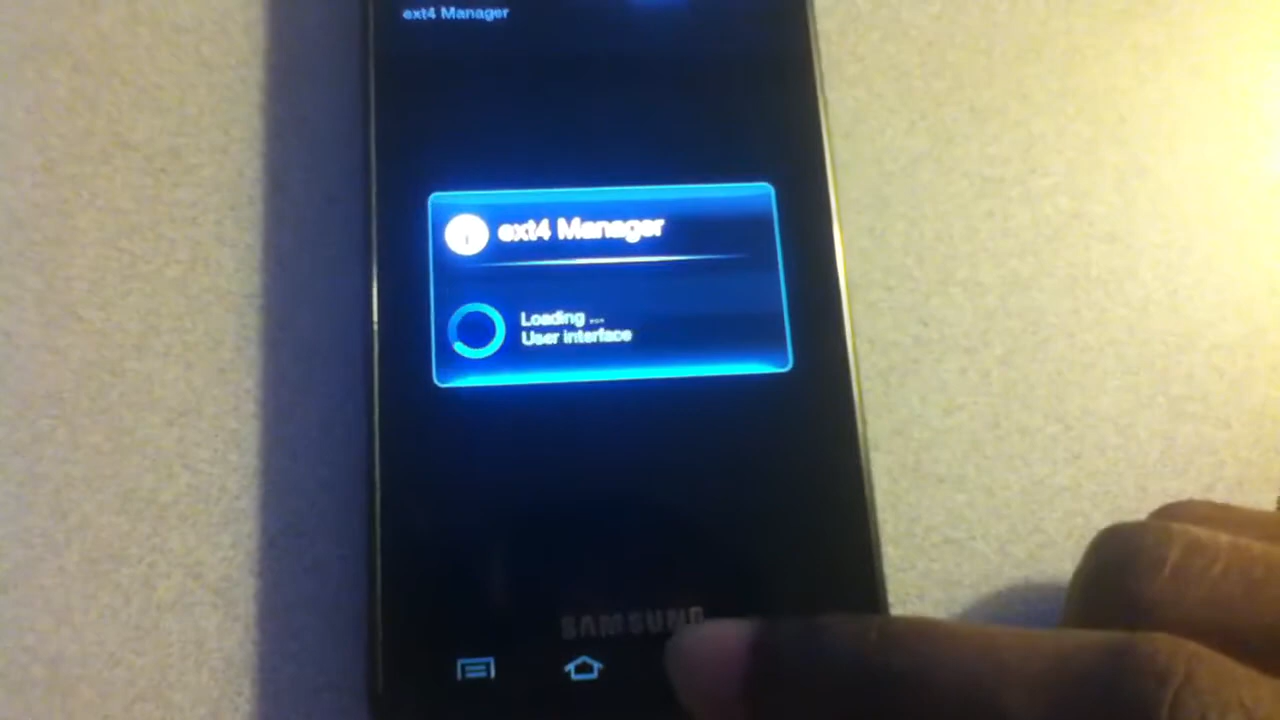 ext4 Manager
ext4 Manager
Loading ...
User interface
SAMSUNG